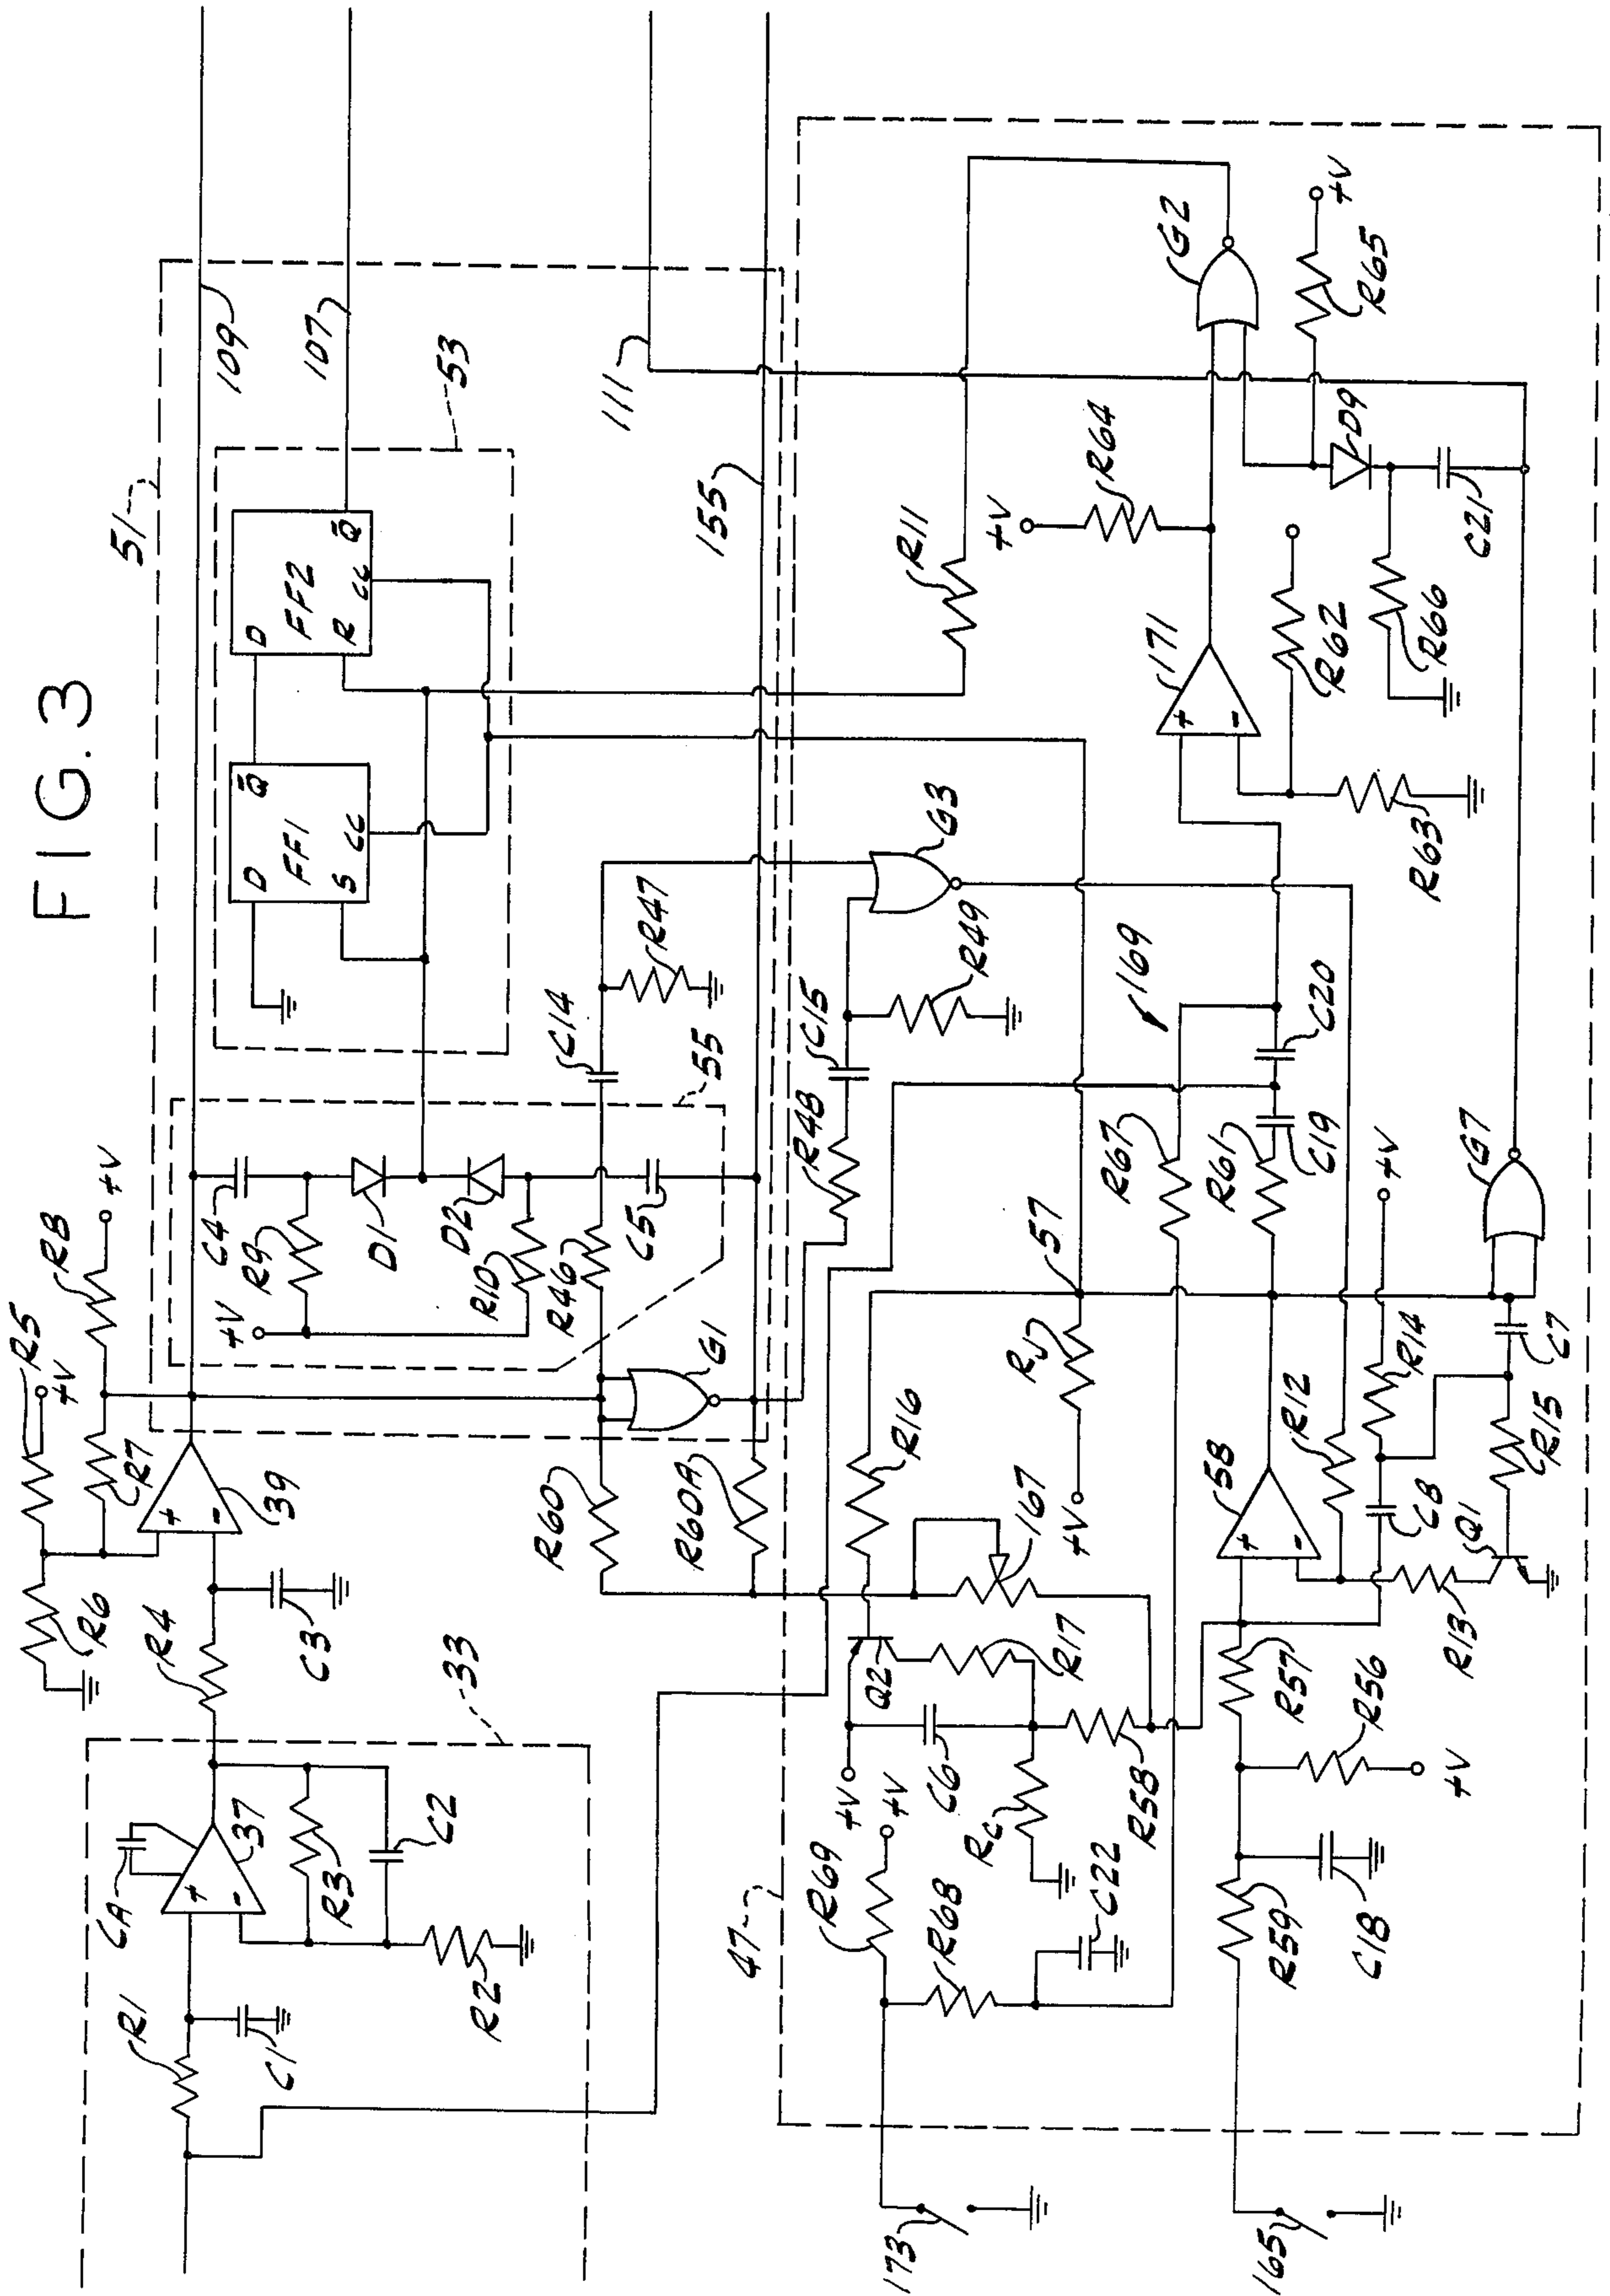 FIG.3
51
109
107
53
111
155
D
Q̄
FF1
S
CC
D
Q̄
FF2
R
CC
R5
+V
R8
+V
R6
R7
+
-
39
R4
C3
33
CA
+
-
37
R1
C1
R3
C2
R2
C4
R9
+V
D1
D2
R10
R46
C5
55
C14
R47
G1
R60
R60A
R48
C15
R49
G3
47
R16
57
RJ
+V
167
Q2
R17
+V
C6
+V
RC
R58
R69
R68
C22
173
165
R59
C18
R57
R56
+V
R67
169
R61
C19
C20
58
+
-
R12
R13
Q1
C8
R14
+V
R15
C7
G7
171
+
-
+V
R64
R11
G2
R65
+V
R62
R63
D9
R66
C21